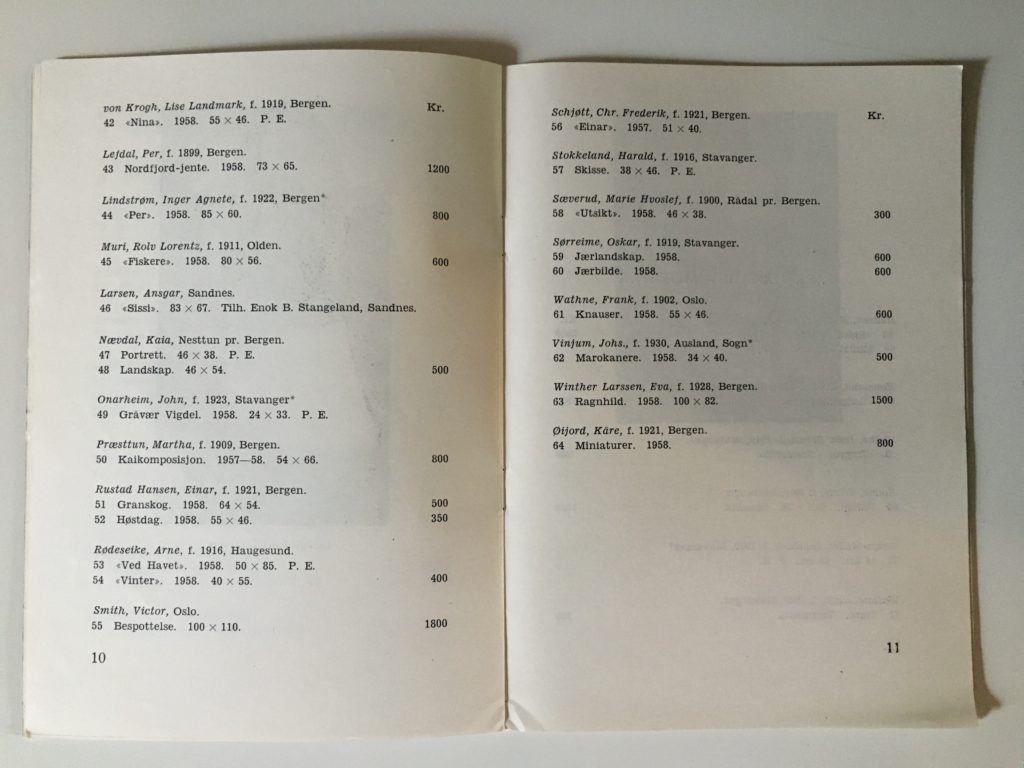 von Krogh, Lise Landmark, f. 1919, Bergen. Kr.
42 «Nina». 1958. 55 × 46. P. E.
Lejdal, Per, f. 1899, Bergen.
43 Nordfjord-jente. 1958. 73 × 65. 1200
Lindstrøm, Inger Agnete, f. 1922, Bergen*
44 «Per». 1958. 85 × 60. 800
Muri, Rolv Lorentz, f. 1911, Olden.
45 «Fiskere». 1958. 80 × 56. 600
Larsen, Ansgar, Sandnes.
46 «Sissi». 83 × 67. Tilh. Enok B. Stangeland, Sandnes.
Nævdal, Kaia, Nesttun pr. Bergen.
47 Portrett. 46 × 38. P. E.
48 Landskap. 46 × 54. 500
Onarheim, John, f. 1923, Stavanger*
49 Gråvær Vigdel. 1958. 24 × 33. P. E.
Præsttun, Martha, f. 1909, Bergen.
50 Kaikomposisjon. 1957—58. 54 × 66. 800
Rustad Hansen, Einar, f. 1921, Bergen.
51 Granskog. 1958. 64 × 54. 500
52 Høstdag. 1958. 55 × 46. 350
Rødeseike, Arne, f. 1916, Haugesund.
53 «Ved Havet». 1958. 50 × 85. P. E.
54 «Vinter». 1958. 40 × 55. 400
Smith, Victor, Oslo.
55 Bespottelse. 100 × 110. 1800
10
Schjøtt, Chr. Frederik, f. 1921, Bergen. Kr.
56 «Einar». 1957. 51 × 40.
Stokkeland, Harald, f. 1916, Stavanger.
57 Skisse. 38 × 46. P. E.
Sæverud, Marie Hvoslef, f. 1900, Rådal pr. Bergen.
58 «Utsikt». 1958. 46 × 38. 300
Sørreime, Oskar, f. 1919, Stavanger.
59 Jærlandskap. 1958. 600
60 Jærbilde. 1958. 600
Wathne, Frank, f. 1902, Oslo.
61 Knauser. 1958. 55 × 46. 600
Vinjum, Johs., f. 1930, Ausland, Sogn*
62 Marokanere. 1958. 34 × 40. 500
Winther Larssen, Eva, f. 1928, Bergen.
63 Ragnhild. 1958. 100 × 82. 1500
Øijord, Kåre, f. 1921, Bergen.
64 Miniaturer. 1958. 800
11